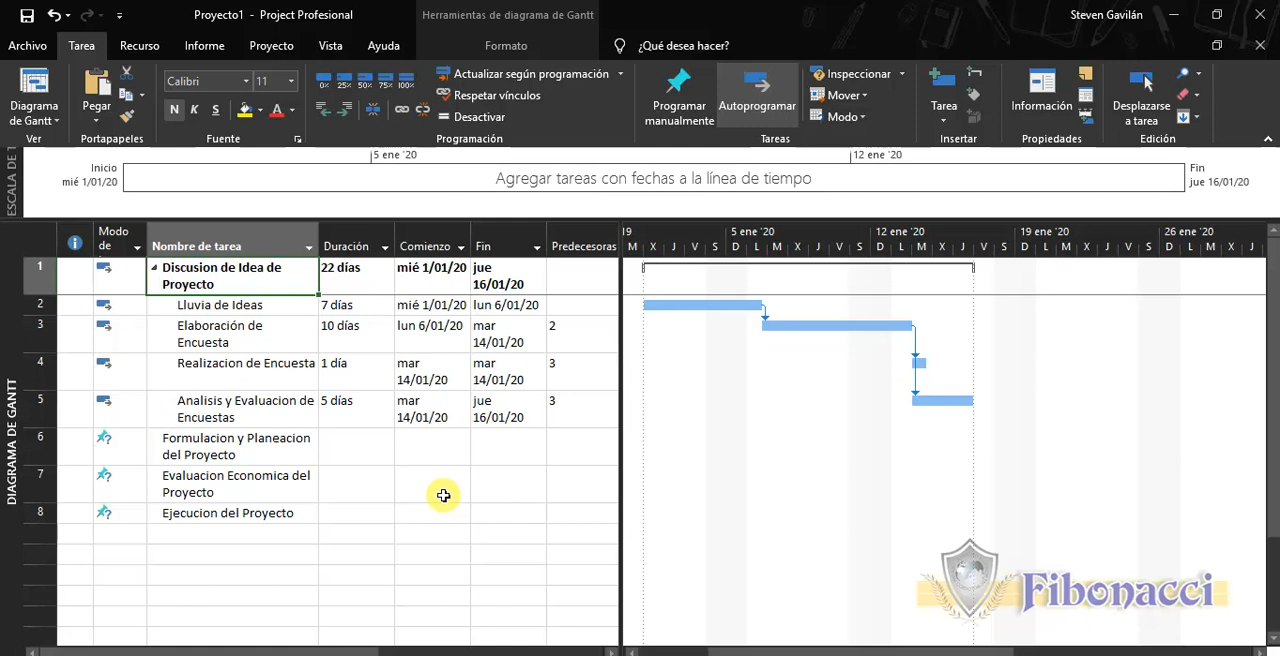 Proyecto1 - Project Profesional
Herramientas de diagrama de Gantt
Steven Gavilán
Archivo Tarea Recurso Informe Proyecto Vista Ayuda Formato ¿Qué desea hacer?
Diagrama de Gantt
Ver
Pegar
Portapapeles
Calibri 11
N K S A
Fuente
0% 25% 50% 75% 100%
Actualizar según programación
Respetar vínculos
Desactivar
Programación
Programar manualmente
Autoprogramar
Inspeccionar
Mover
Modo
Tareas
Tarea
Insertar
Información
Propiedades
Desplazarse a tarea
Edición
ESCALA DE T
5 ene '20 12 ene '20
Inicio
mié 1/01/20
Agregar tareas con fechas a la línea de tiempo
Fin
jue 16/01/20
DIAGRAMA DE GANTT
Modo de Nombre de tarea Duración Comienzo Fin Predecesoras
19 5 ene '20 12 ene '20 19 ene '20 26 ene '20
M X J V S D L M X J V S D L M X J V S D L M X J V S D L M X J
1 Discusion de Idea de Proyecto 22 días mié 1/01/20 jue 16/01/20
2 Lluvia de Ideas 7 días mié 1/01/20 lun 6/01/20
3 Elaboración de Encuesta 10 días lun 6/01/20 mar 14/01/20 2
4 Realizacion de Encuesta 1 día mar 14/01/20 mar 14/01/20 3
5 Analisis y Evaluacion de Encuestas 5 días mar 14/01/20 jue 16/01/20 3
6 Formulacion y Planeacion del Proyecto
7 Evaluacion Economica del Proyecto
8 Ejecucion del Proyecto
Fibonacci